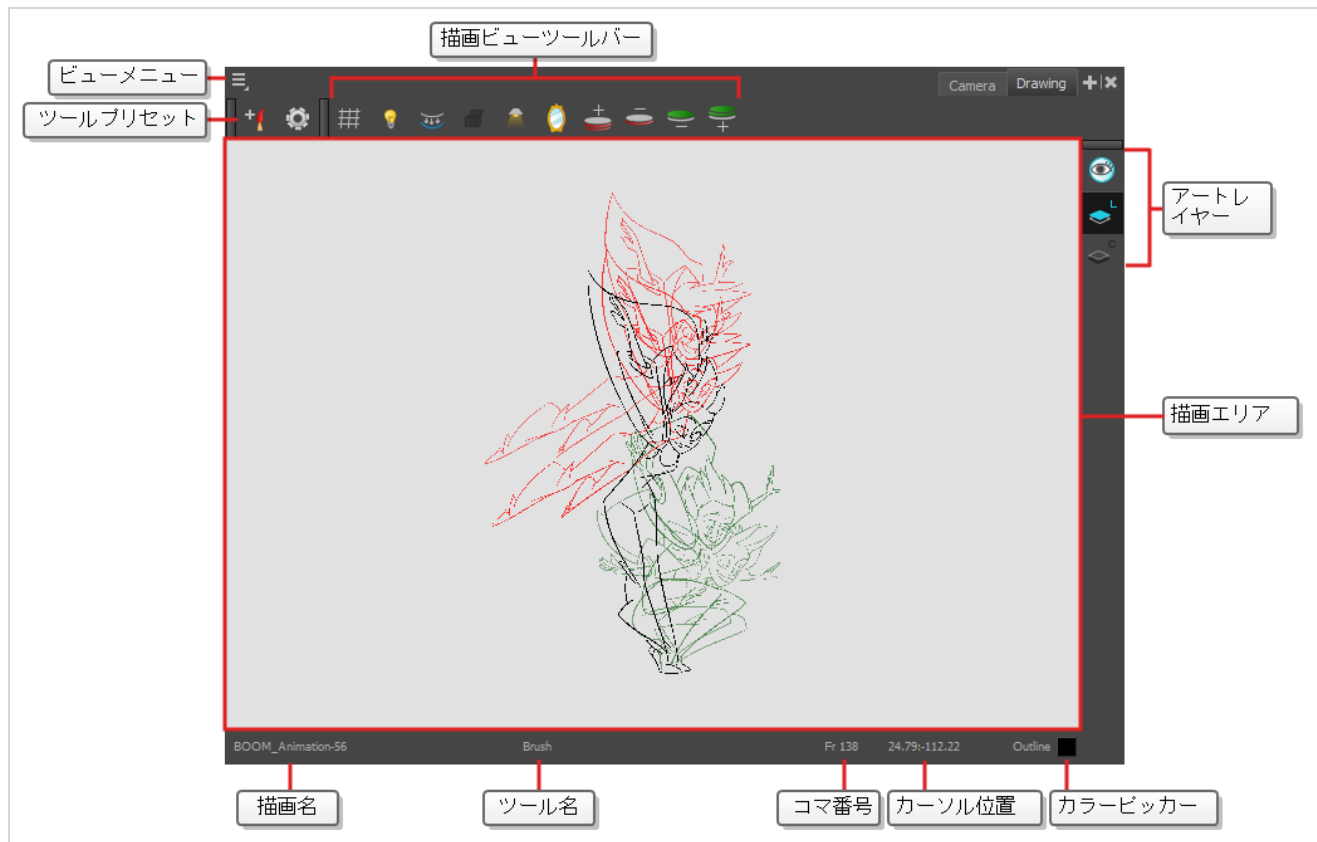 描画ビューツールバー
ビューメニュー
ツールプリセット
Camera
Drawing
L
C
アートレ
イヤー
描画エリア
BOOM_Animation-56
Brush
Fr 138
24.79:-112.22
Outline
描画名
ツール名
コマ番号
カーソル位置
カラーピッカー